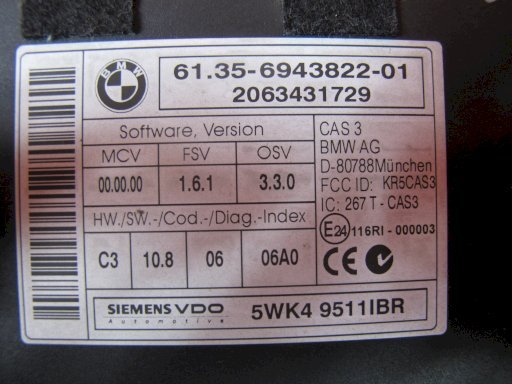 BMW
61.35-6943822-01
2063431729
Software, Version
MCV FSV OSV
00.00.00 1.6.1 3.3.0
HW./SW.-/Cod.-/Diag.-Index
C3 10.8 06 06A0
CAS 3
BMW AG
D-80788München
FCC ID: KR5CAS3
IC: 267 T - CAS3
E24 116RI - 000003
CE
SIEMENS VDO
Automotive
5WK4 9511IBR